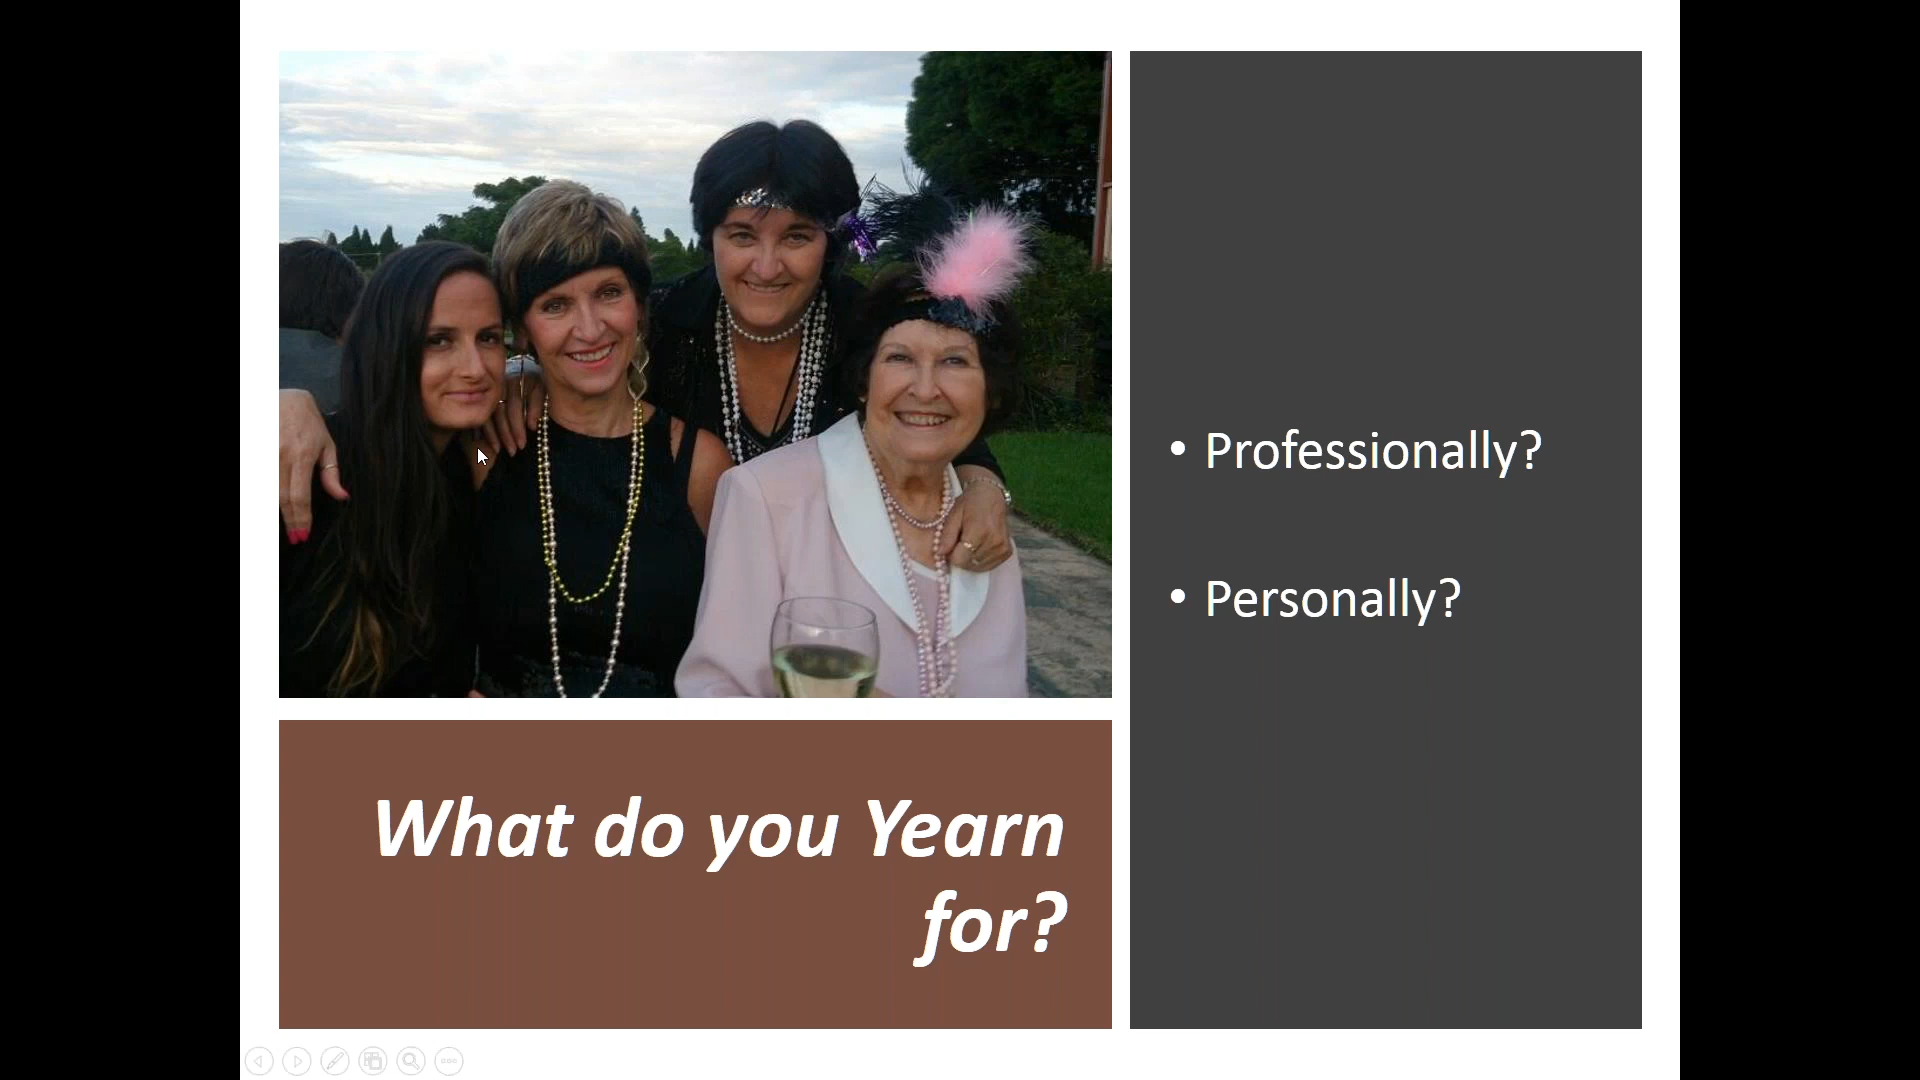 What do you Yearn
for?
• Professionally?
• Personally?